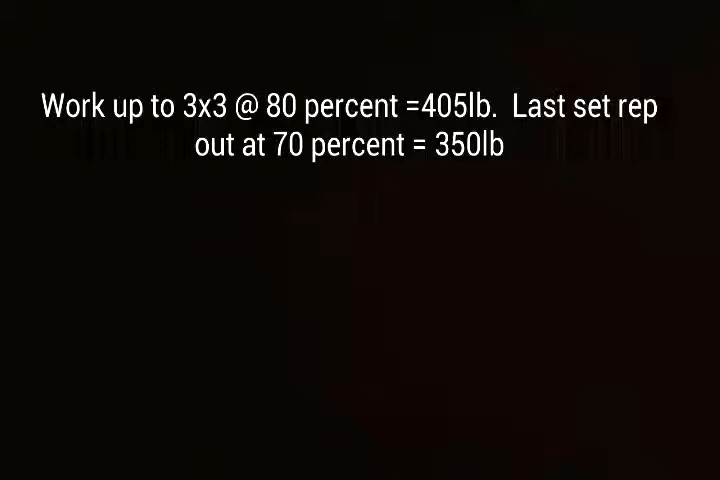 Work up to 3x3 @ 80 percent =405lb.  Last set rep
out at 70 percent = 350lb